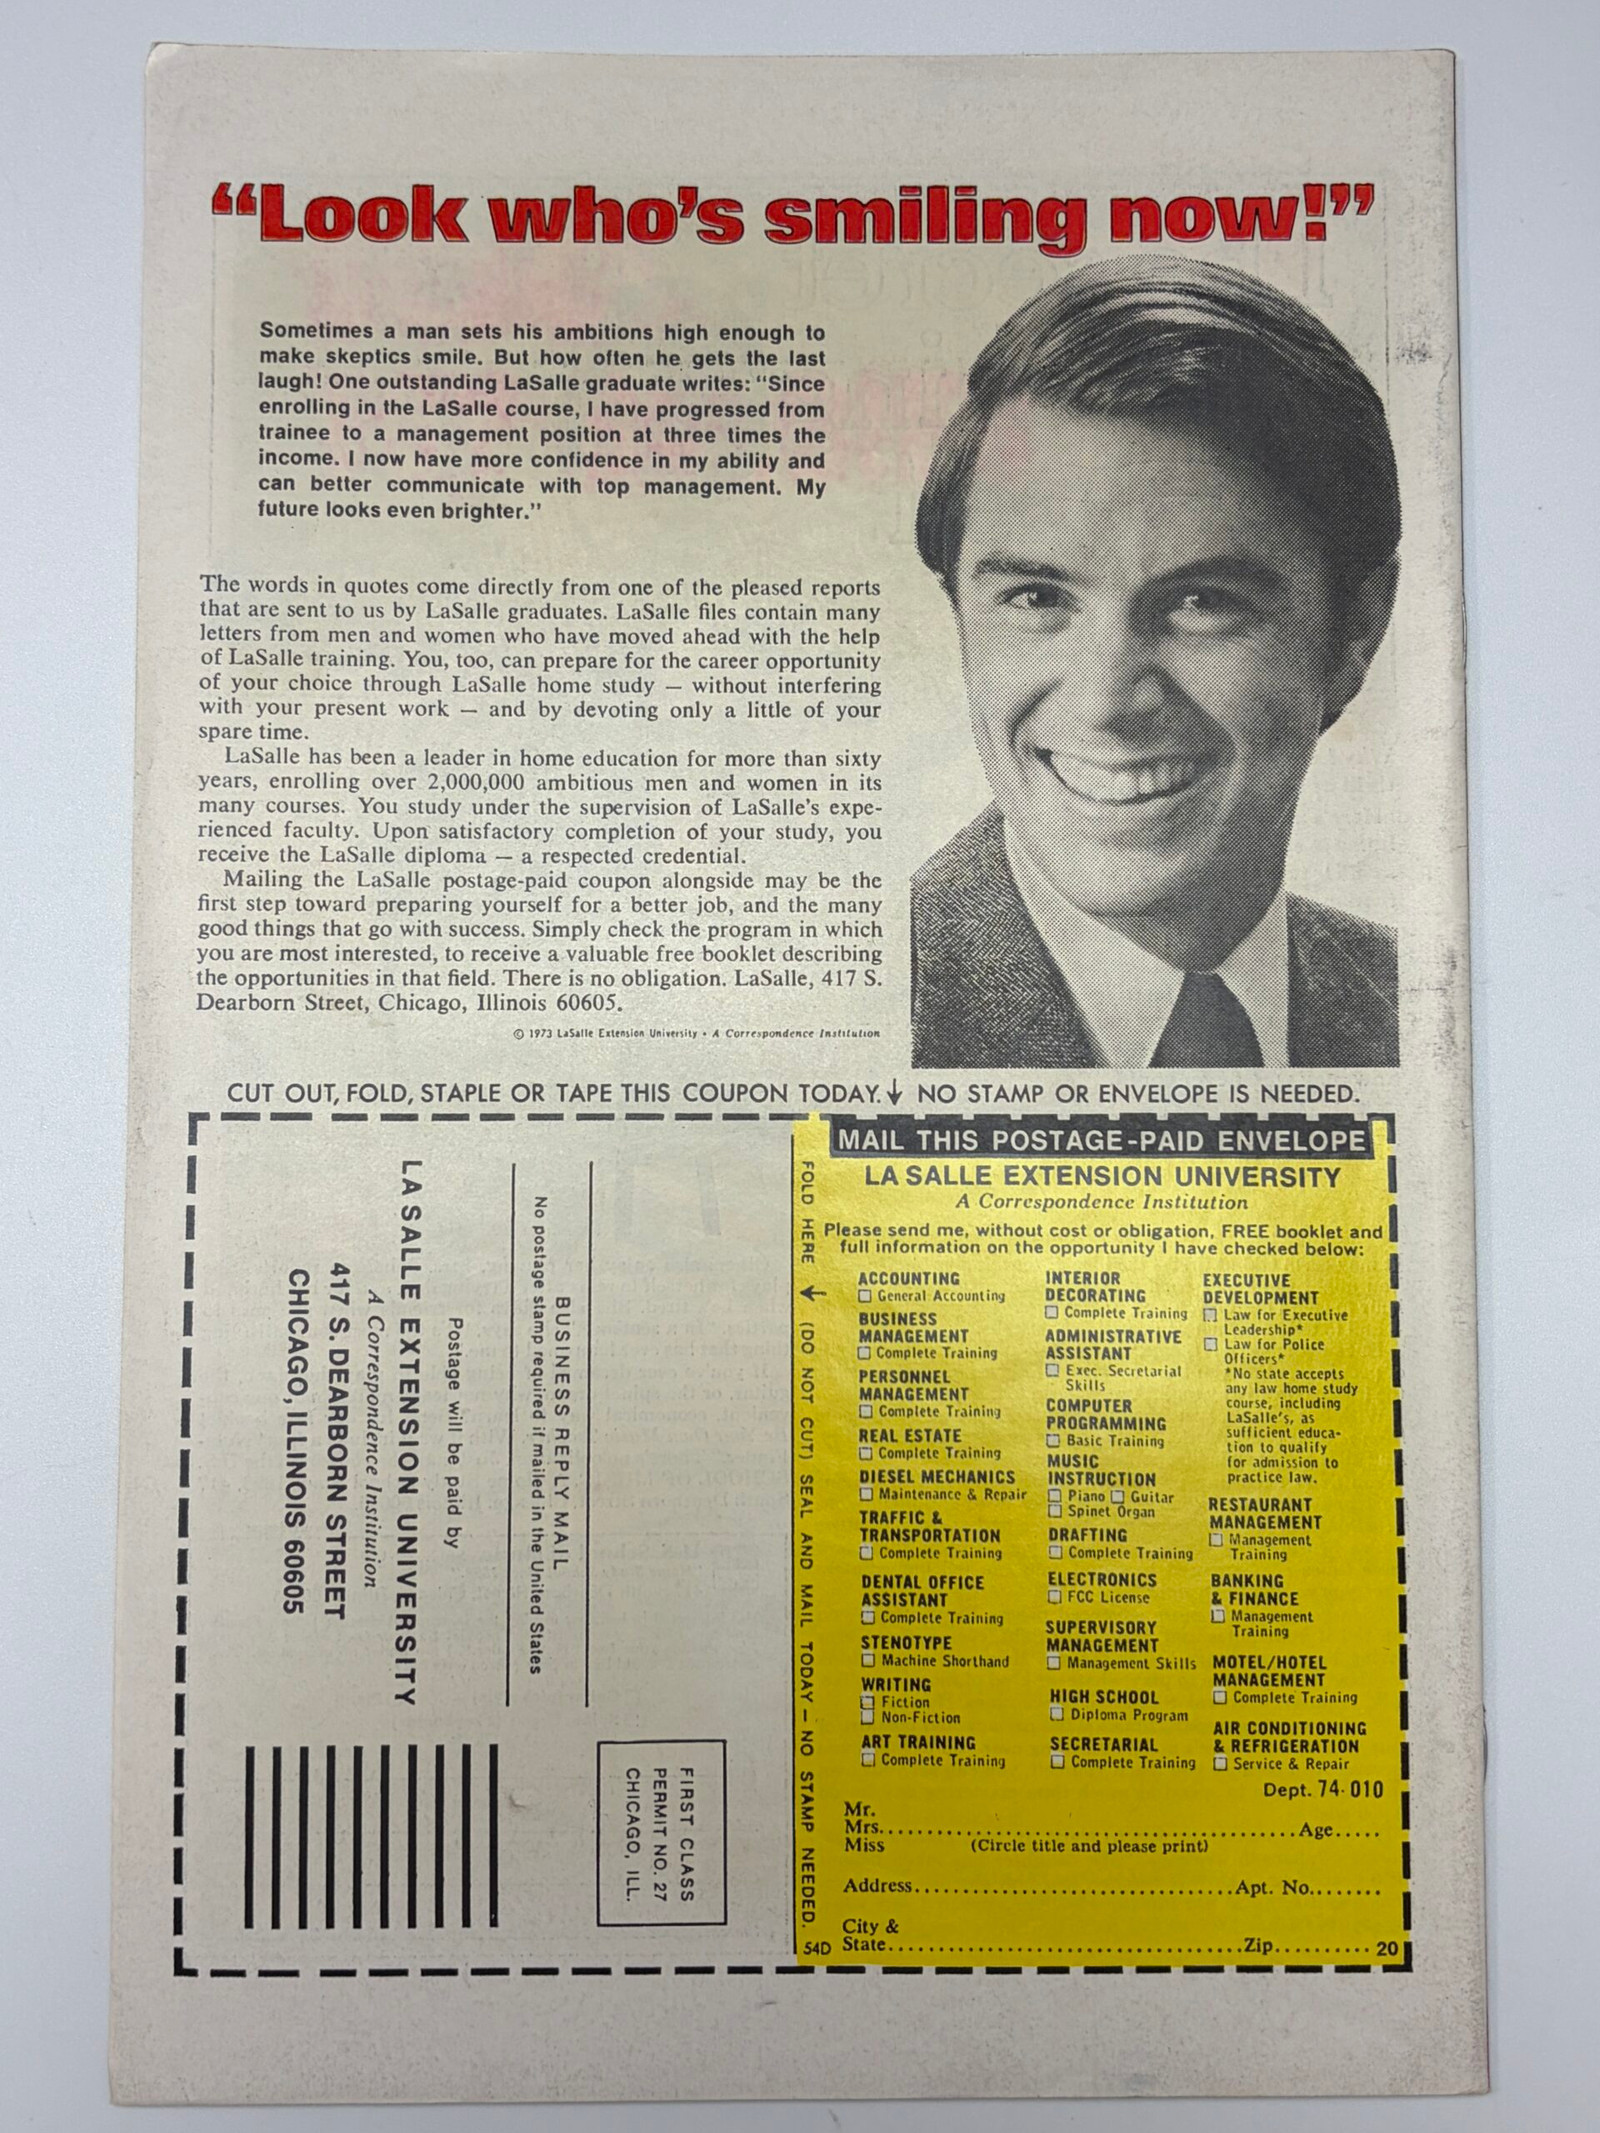 “Look who’s smiling now!”
Sometimes a man sets his ambitions high enough to
make skeptics smile. But how often he gets the last
laugh! One outstanding LaSalle graduate writes: “Since
enrolling in the LaSalle course, I have progressed from
trainee to a management position at three times the
income. I now have more confidence in my ability and
can better communicate with top management. My
future looks even brighter.”
The words in quotes come directly from one of the pleased reports
that are sent to us by LaSalle graduates. LaSalle files contain many
letters from men and women who have moved ahead with the help
of LaSalle training. You, too, can prepare for the career opportunity
of your choice through LaSalle home study — without interfering
with your present work — and by devoting only a little of your
spare time.
LaSalle has been a leader in home education for more than sixty
years, enrolling over 2,000,000 ambitious men and women in its
many courses. You study under the supervision of LaSalle’s expe-
rienced faculty. Upon satisfactory completion of your study, you
receive the LaSalle diploma — a respected credential.
Mailing the LaSalle postage-paid coupon alongside may be the
first step toward preparing yourself for a better job, and the many
good things that go with success. Simply check the program in which
you are most interested, to receive a valuable free booklet describing
the opportunities in that field. There is no obligation. LaSalle, 417 S.
Dearborn Street, Chicago, Illinois 60605.
© 1973 LaSalle Extension University • A Correspondence Institution
CUT OUT, FOLD, STAPLE OR TAPE THIS COUPON TODAY.↓ NO STAMP OR ENVELOPE IS NEEDED.
BUSINESS REPLY MAIL
No postage stamp required if mailed in the United States
Postage will be paid by
LA SALLE EXTENSION UNIVERSITY
A Correspondence Institution
417 S. DEARBORN STREET
CHICAGO, ILLINOIS 60605
FIRST CLASS
PERMIT NO. 27
CHICAGO, ILL.
FOLD HERE ↓ (DO NOT CUT) SEAL AND MAIL TODAY — NO STAMP NEEDED.
54D
MAIL THIS POSTAGE-PAID ENVELOPE
LA SALLE EXTENSION UNIVERSITY
A Correspondence Institution
Please send me, without cost or obligation, FREE booklet and
full information on the opportunity I have checked below:
ACCOUNTING
☐ General Accounting
BUSINESS
MANAGEMENT
☐ Complete Training
PERSONNEL
MANAGEMENT
☐ Complete Training
REAL ESTATE
☐ Complete Training
DIESEL MECHANICS
☐ Maintenance & Repair
TRAFFIC &
TRANSPORTATION
☐ Complete Training
DENTAL OFFICE
ASSISTANT
☐ Complete Training
STENOTYPE
☐ Machine Shorthand
WRITING
☐ Fiction
☐ Non-Fiction
ART TRAINING
☐ Complete Training
INTERIOR
DECORATING
☐ Complete Training
ADMINISTRATIVE
ASSISTANT
☐ Exec. Secretarial
Skills
COMPUTER
PROGRAMMING
☐ Basic Training
MUSIC
INSTRUCTION
☐ Piano ☐ Guitar
☐ Spinet Organ
DRAFTING
☐ Complete Training
ELECTRONICS
☐ FCC License
SUPERVISORY
MANAGEMENT
☐ Management Skills
HIGH SCHOOL
☐ Diploma Program
SECRETARIAL
☐ Complete Training
EXECUTIVE
DEVELOPMENT
☐ Law for Executive
Leadership*
☐ Law for Police
Officers*
*No state accepts
any law home study
course, including
LaSalle's, as
sufficient educa-
tion to qualify
for admission to
practice law.
RESTAURANT
MANAGEMENT
☐ Management
Training
BANKING
& FINANCE
☐ Management
Training
MOTEL/HOTEL
MANAGEMENT
☐ Complete Training
AIR CONDITIONING
& REFRIGERATION
☐ Service & Repair
Dept. 74-010
Mr.
Mrs. Age
Miss (Circle title and please print)
Address Apt. No.
City &
State Zip 20